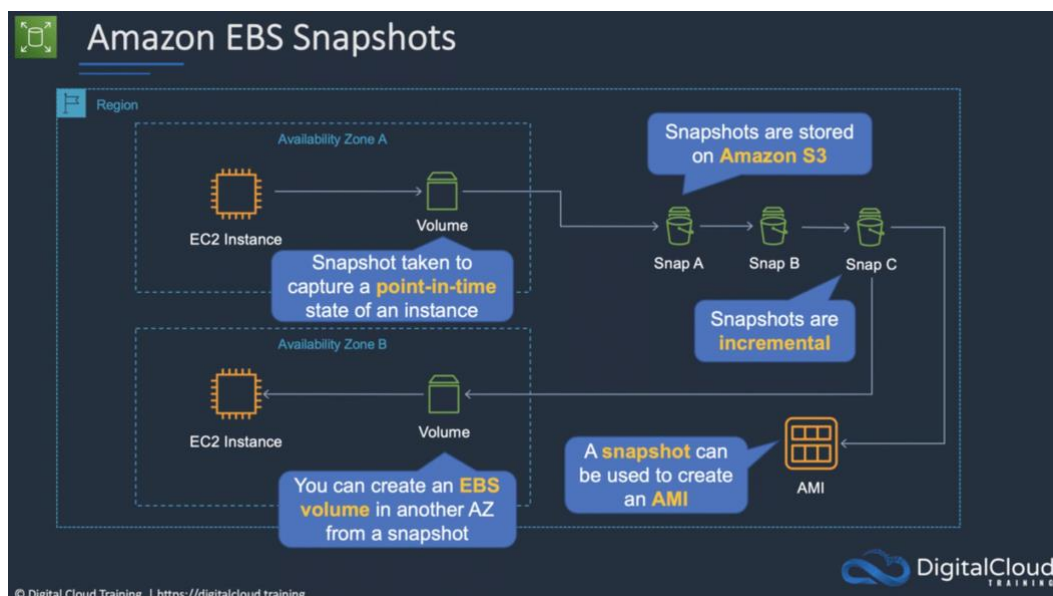 Amazon EBS Snapshots
Region
Availability Zone A
EC2 Instance
Volume
Snapshot taken to
capture a point-in-time
state of an instance
Snapshots are stored
on Amazon S3
Snap A
Snap B
Snap C
Snapshots are
incremental
Availability Zone B
EC2 Instance
Volume
You can create an EBS
volume in another AZ
from a snapshot
A snapshot can
be used to create
an AMI
AMI
DigitalCloud
TRAINING
© Digital Cloud Training | https://digitalcloud.training